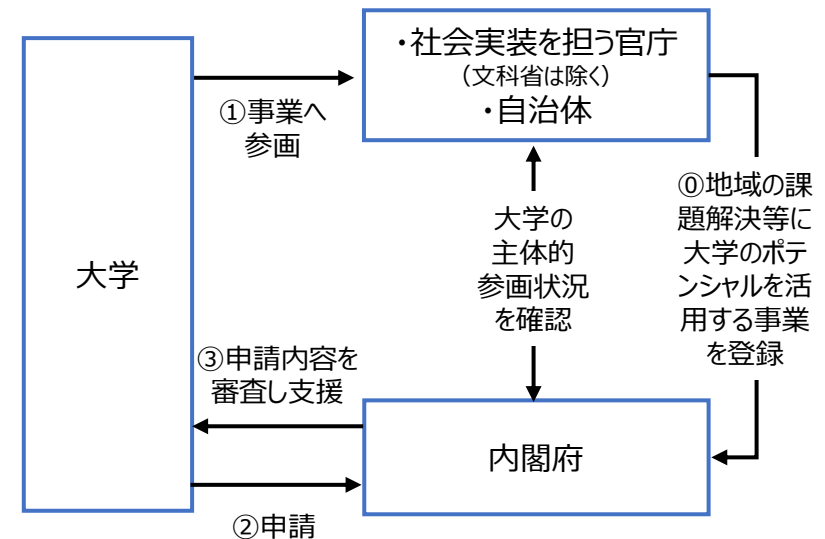 ・社会実装を担う官庁
（文科省は除く）
・自治体
①事業へ
参画
⓪地域の課
題解決等に
大学のポテ
ンシャルを活
用する事業
を登録
大学の
主体的
参画状況
を確認
大学
③申請内容を
審査し支援
内閣府
②申請